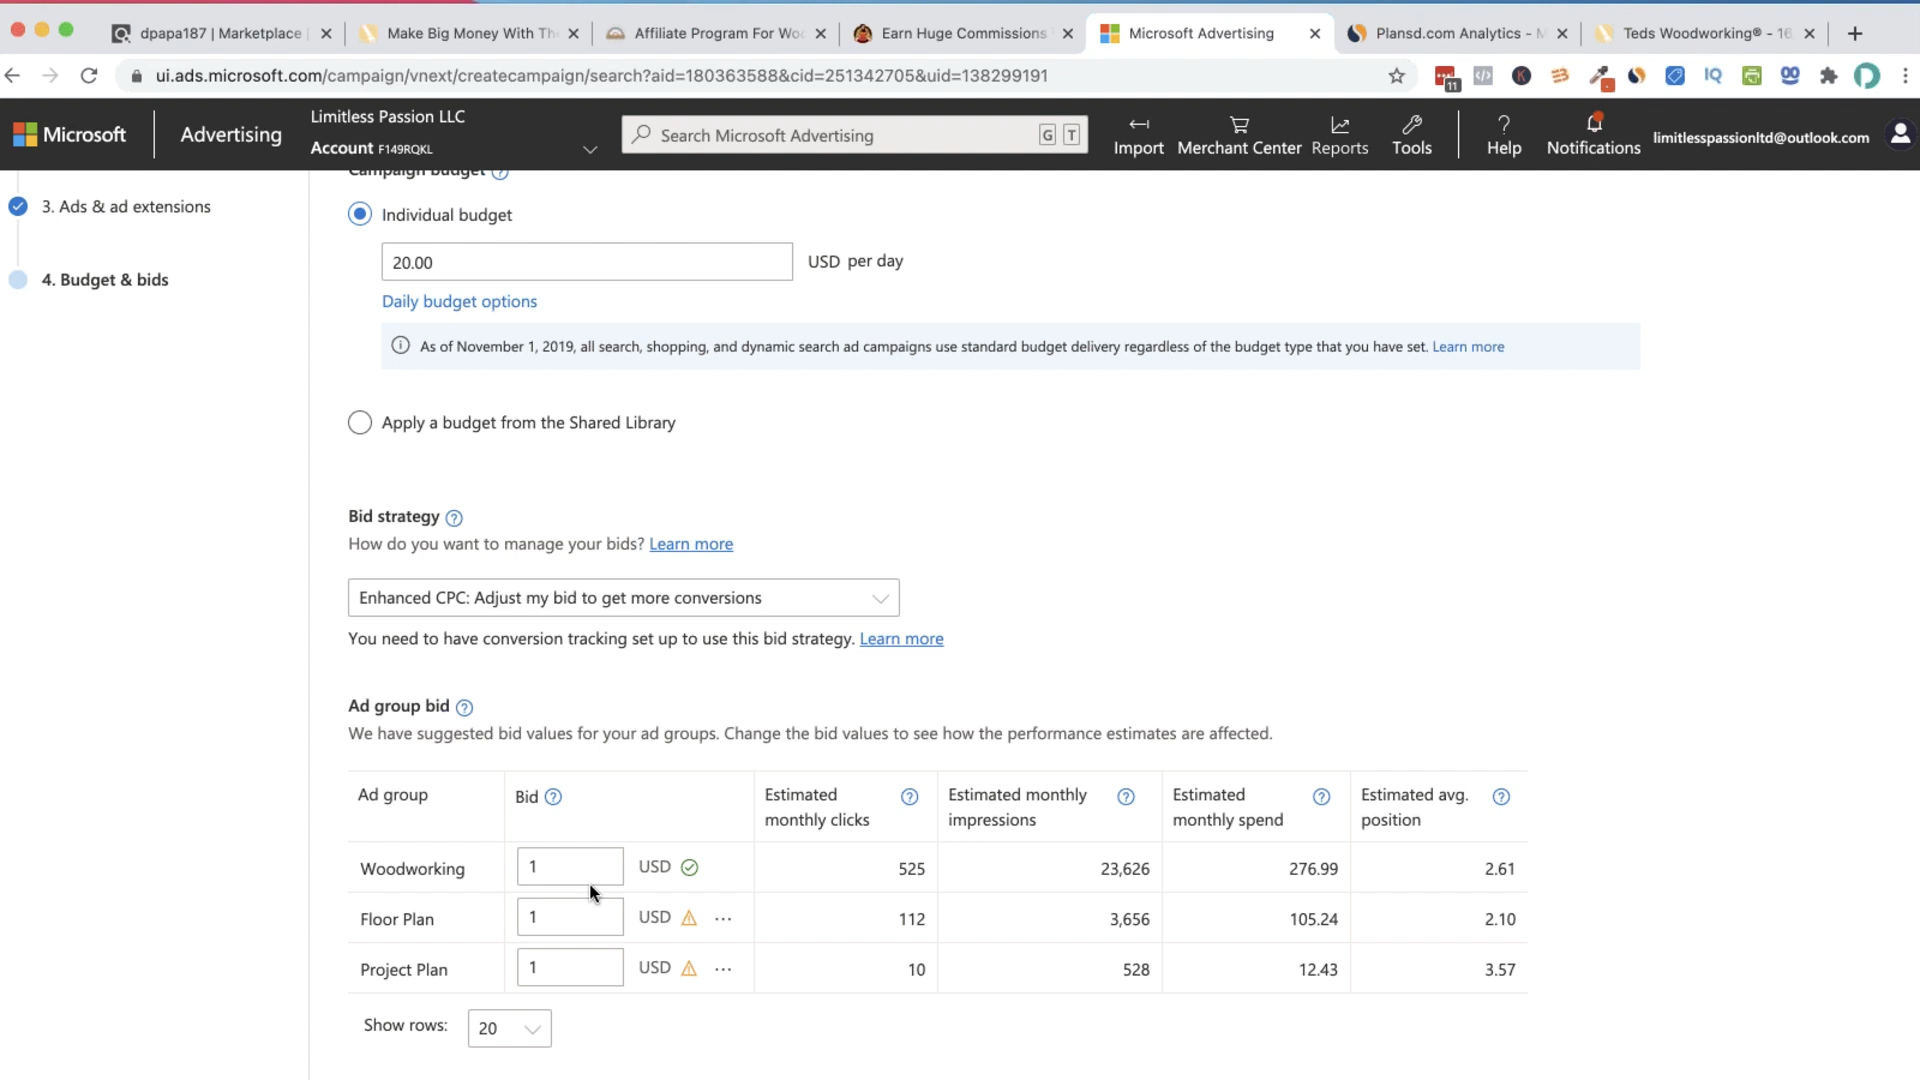 dpapa187 | Marketplace
Make Big Money With Th
Affiliate Program For Woo
Earn Huge Commissions
Microsoft Advertising
Plansd.com Analytics - M
Teds Woodworking® - 16
ui.ads.microsoft.com/campaign/vnext/createcampaign/search?aid=180363588&cid=251342705&uid=138299191
11
IQ
Microsoft
Advertising
Limitless Passion LLC
Account F149RQKL
Search Microsoft Advertising
G T
Import
Merchant Center
Reports
Tools
Help
Notifications
limitlesspassionltd@outlook.com
3. Ads & ad extensions
4. Budget & bids
Campaign budget
Individual budget
20.00
USD per day
Daily budget options
As of November 1, 2019, all search, shopping, and dynamic search ad campaigns use standard budget delivery regardless of the budget type that you have set. Learn more
Apply a budget from the Shared Library
Bid strategy
How do you want to manage your bids? Learn more
Enhanced CPC: Adjust my bid to get more conversions
You need to have conversion tracking set up to use this bid strategy. Learn more
Ad group bid
We have suggested bid values for your ad groups. Change the bid values to see how the performance estimates are affected.
Ad group
Bid
Estimated monthly clicks
Estimated monthly impressions
Estimated monthly spend
Estimated avg. position
Woodworking 1 USD 525 23,626 276.99 2.61
Floor Plan 1 USD ... 112 3,656 105.24 2.10
Project Plan 1 USD ... 10 528 12.43 3.57
Show rows: 20